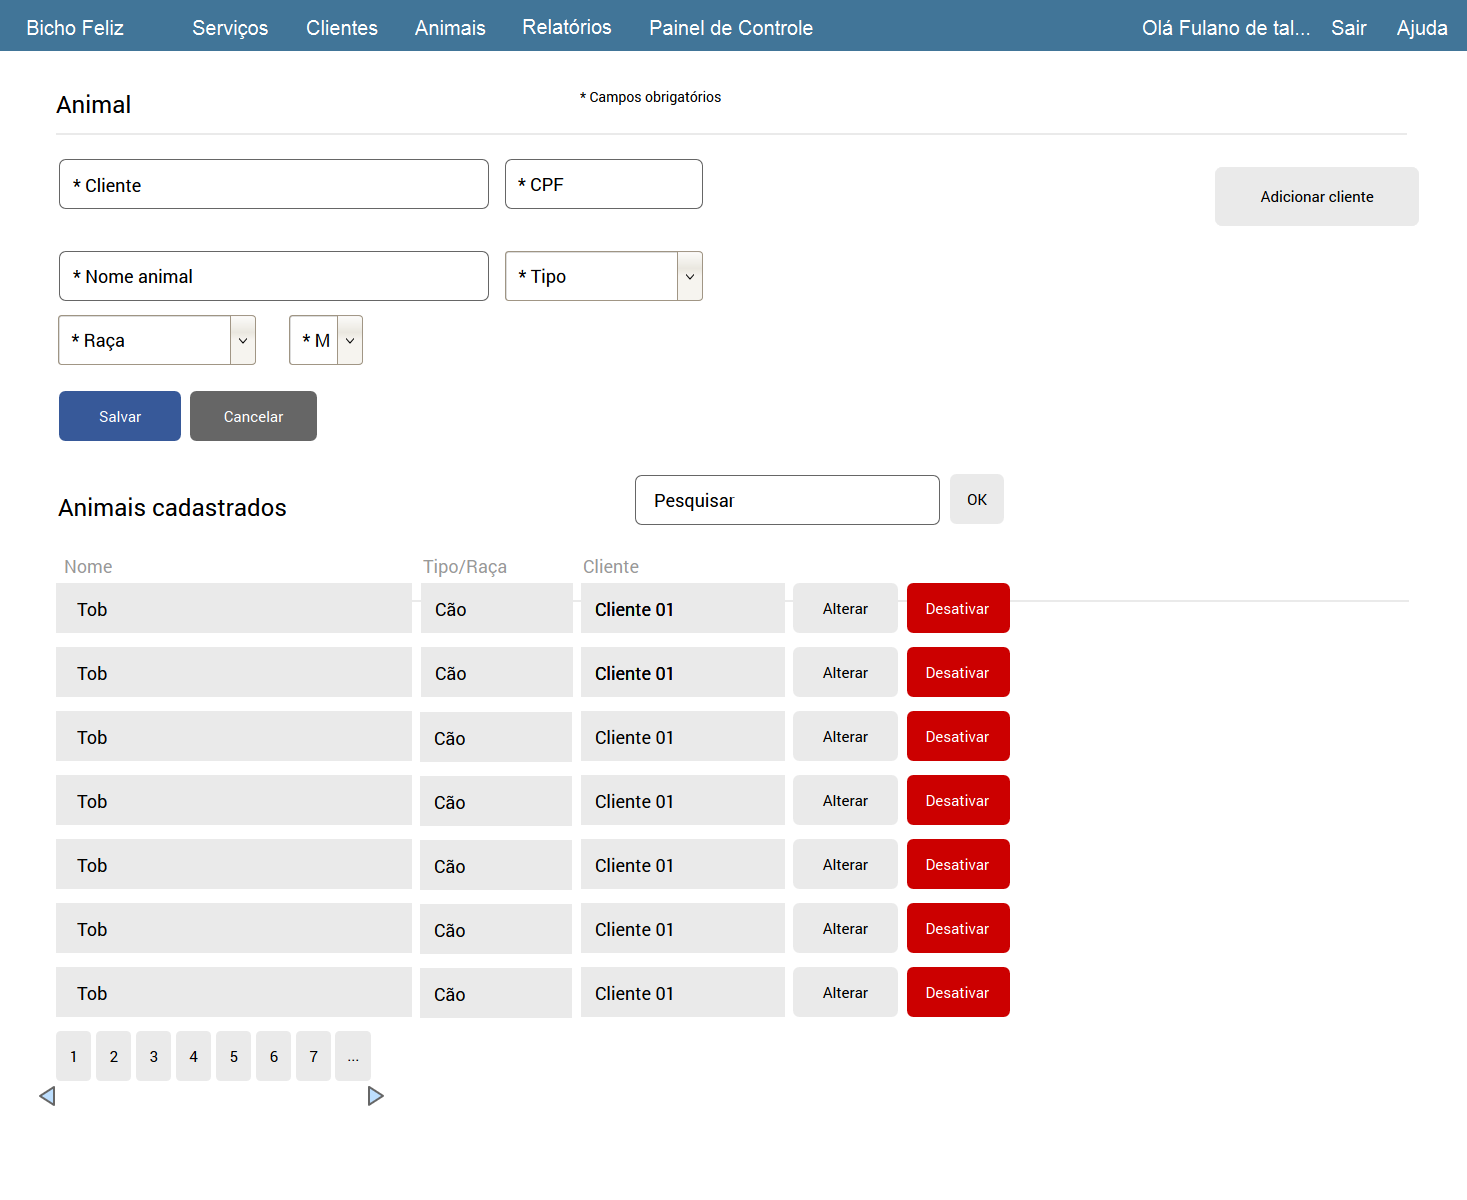 Bicho Feliz Serviços Clientes Animais Relatórios Painel de Controle Olá Fulano de tal... Sair Ajuda
Animal * Campos obrigatórios
* Cliente * CPF Adicionar cliente
* Nome animal * Tipo
* Raça * M
Salvar Cancelar
Animais cadastrados Pesquisar OK
Nome Tipo/Raça Cliente
Tob Cão Cliente 01 Alterar Desativar
Tob Cão Cliente 01 Alterar Desativar
Tob Cão Cliente 01 Alterar Desativar
Tob Cão Cliente 01 Alterar Desativar
Tob Cão Cliente 01 Alterar Desativar
Tob Cão Cliente 01 Alterar Desativar
Tob Cão Cliente 01 Alterar Desativar
1 2 3 4 5 6 7 ...